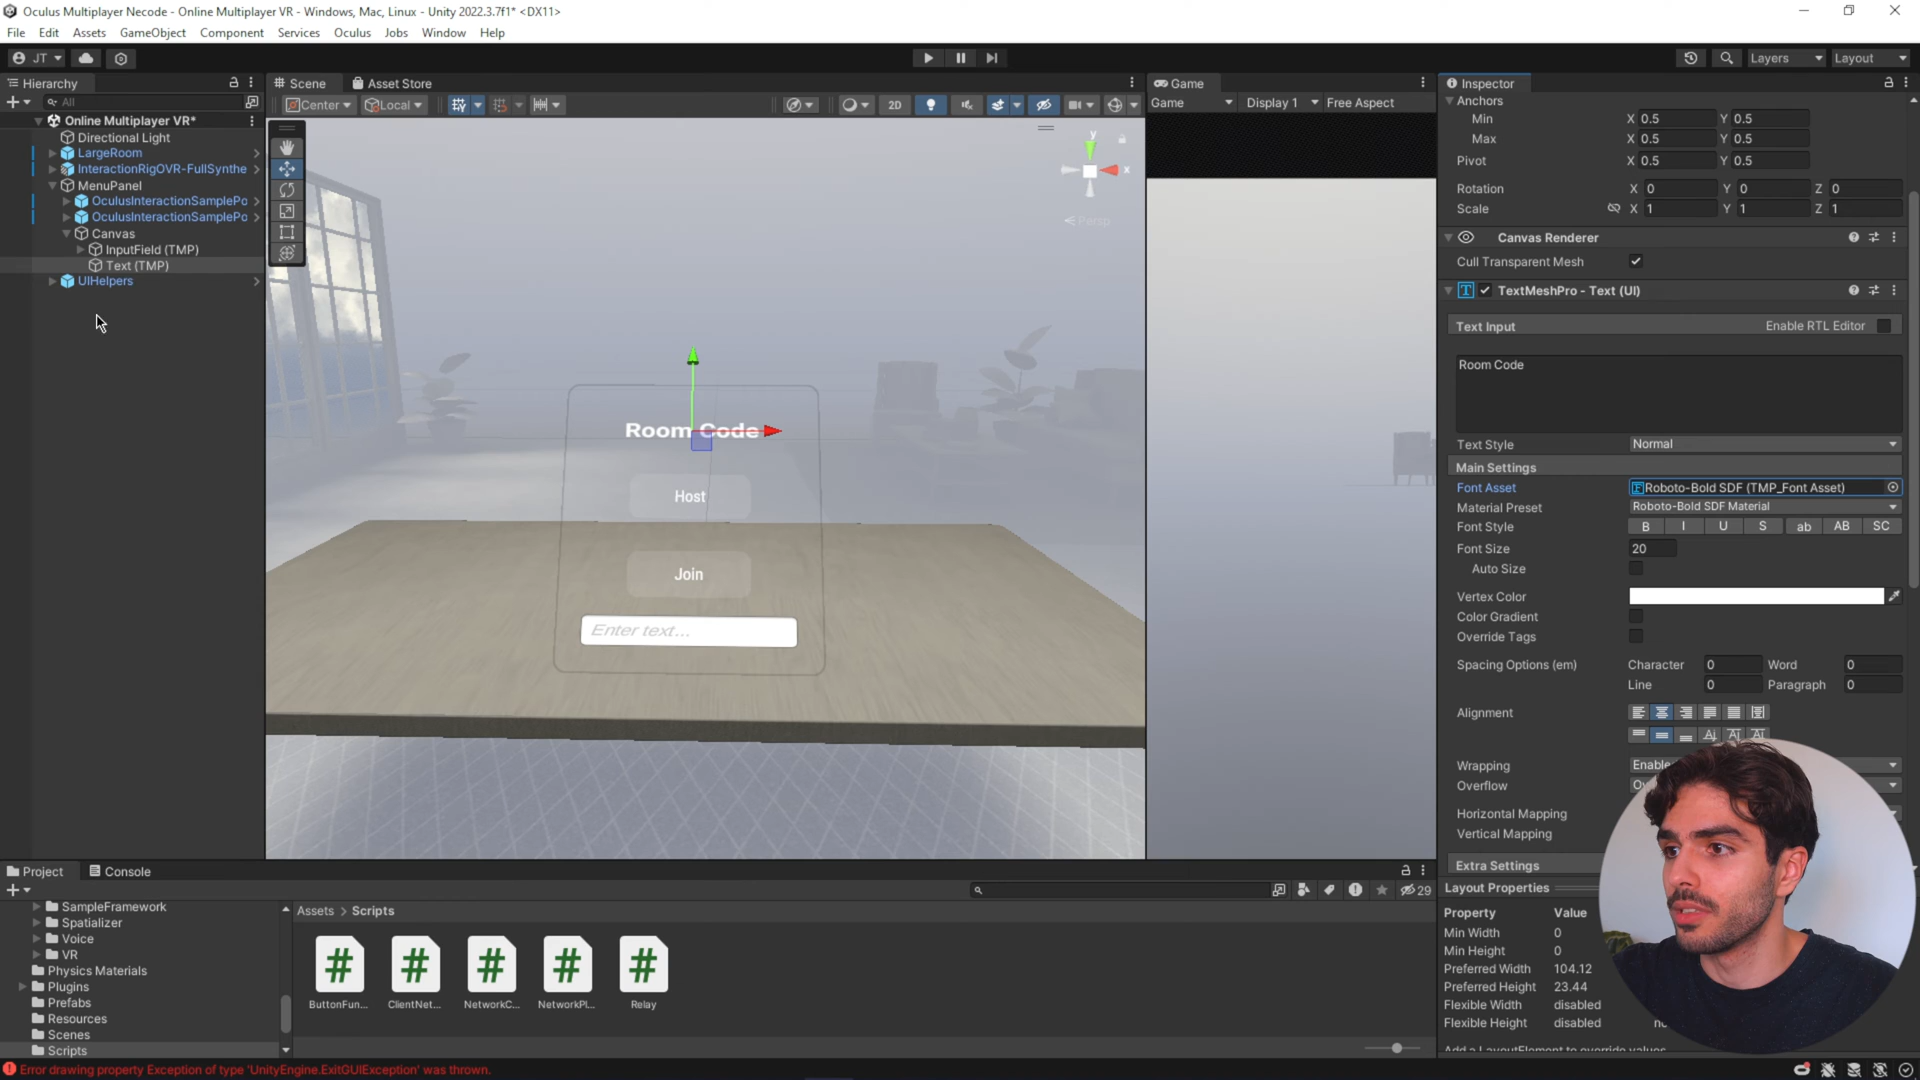 Oculus Multiplayer Necode - Online Multiplayer VR - Windows, Mac, Linux - Unity 2022.3.7f1* <DX11>
File Edit Assets GameObject Component Services Oculus Jobs Window Help
JT Layers Layout
Hierarchy
All
Online Multiplayer VR*
Directional Light
LargeRoom
InteractionRigOVR-FullSynthe
MenuPanel
OculusInteractionSamplePo
OculusInteractionSamplePo
Canvas
InputField (TMP)
Text (TMP)
UIHelpers
Scene Asset Store
Center Local 2D
y
x
Persp
Room Code
Host
Join
Enter text...
Game
Game Display 1 Free Aspect
Inspector
Anchors
Min X 0.5 Y 0.5
Max X 0.5 Y 0.5
Pivot X 0.5 Y 0.5
Rotation X 0 Y 0 Z 0
Scale X 1 Y 1 Z 1
Canvas Renderer
Cull Transparent Mesh
TextMeshPro - Text (UI)
Text Input Enable RTL Editor
Room Code
Text Style Normal
Main Settings
Font Asset Roboto-Bold SDF (TMP_Font Asset)
Material Preset Roboto-Bold SDF Material
Font Style B I U S ab AB SC
Font Size 20
Auto Size
Vertex Color
Color Gradient
Override Tags
Spacing Options (em) Character 0 Word 0
Line 0 Paragraph 0
Alignment
Wrapping
Overflow
Horizontal Mapping
Vertical Mapping
Extra Settings
Layout Properties
Property Value
Min Width 0
Min Height 0
Preferred Width 104.12
Preferred Height 23.44
Flexible Width disabled
Flexible Height disabled
Add a LayoutElement to override values
Project Console
29
SampleFramework
Spatializer
Voice
VR
Physics Materials
Plugins
Prefabs
Resources
Scenes
Scripts
Assets > Scripts
ButtonFun... ClientNet... NetworkC... NetworkPl... Relay
Error drawing property Exception of type 'UnityEngine.ExitGUIException' was thrown.